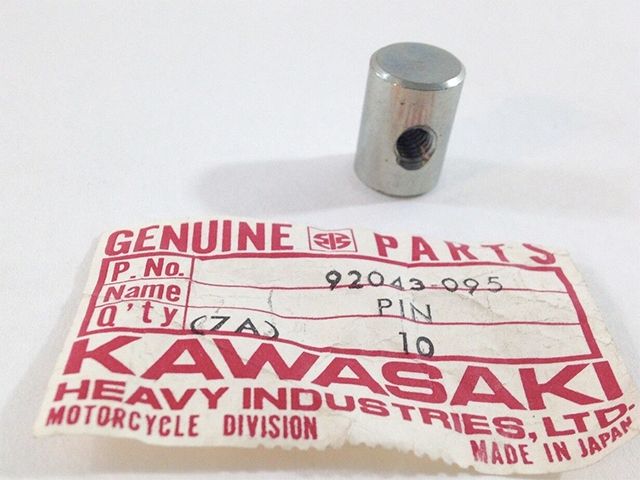 GENUINE PARTS
P. No. 92043-095
Name PIN
Q'ty (7A) 10
KAWASAKI
HEAVY INDUSTRIES, LTD.
MOTORCYCLE DIVISION
MADE IN JAPAN